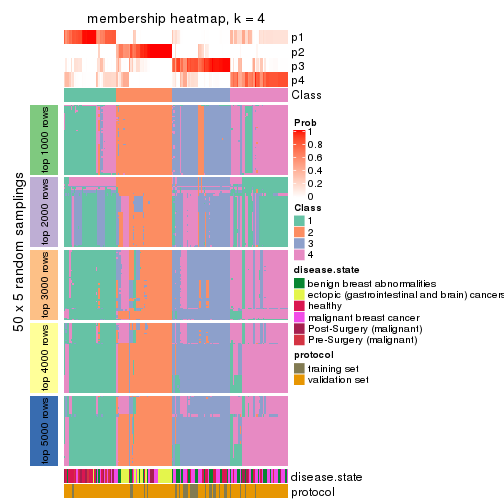 membership heatmap, k = 4
p1
p2
p3
p4
Class
50 x 5 random samplings
top 1000 rows
top 2000 rows
top 3000 rows
top 4000 rows
top 5000 rows
disease.state
protocol
Prob
1
0.8
0.6
0.4
0.2
0
Class
1
2
3
4
disease.state
benign breast abnormalities
ectopic (gastrointestinal and brain) cancers
healthy
malignant breast cancer
Post-Surgery (malignant)
Pre-Surgery (malignant)
protocol
training set
validation set